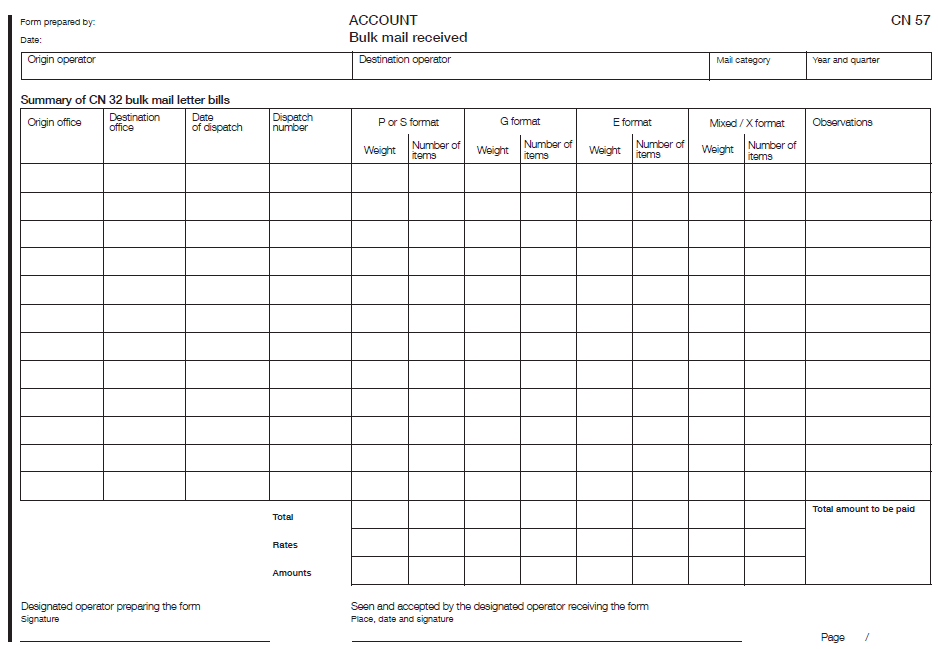 Form prepared by:
ACCOUNT
CN 57
Date:
Bulk mail received
Origin operator
Destination operator
Mail category
Year and quarter
Summary of CN 32 bulk mail letter bills
Origin office
Destination
office
Date
of dispatch
Dispatch
number
P or S format
G format
E format
Mixed / X format
Observations
Weight
Number of
items
Weight
Number of
items
Weight
Number of
items
Weight
Number of
items
Total
Total amount to be paid
Rates
Amounts
Designated operator preparing the form
Signature
Seen and accepted by the designated operator receiving the form
Place, date and signature
Page /